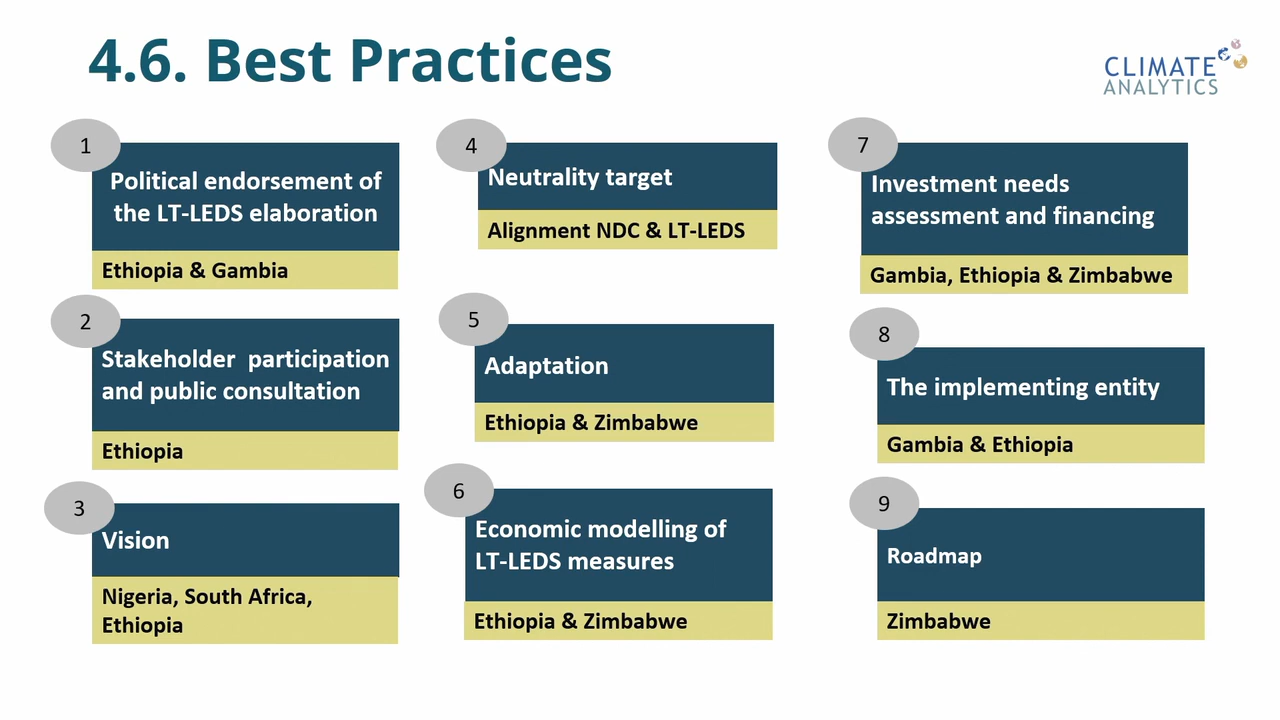 4.6. Best Practices
CLIMATE
ANALYTICS
1
Political endorsement of
the LT-LEDS elaboration
Ethiopia & Gambia
2
Stakeholder participation
and public consultation
Ethiopia
3
Vision
Nigeria, South Africa,
Ethiopia
4
Neutrality target
Alignment NDC & LT-LEDS
5
Adaptation
Ethiopia & Zimbabwe
6
Economic modelling of
LT-LEDS measures
Ethiopia & Zimbabwe
7
Investment needs
assessment and financing
Gambia, Ethiopia & Zimbabwe
8
The implementing entity
Gambia & Ethiopia
9
Roadmap
Zimbabwe